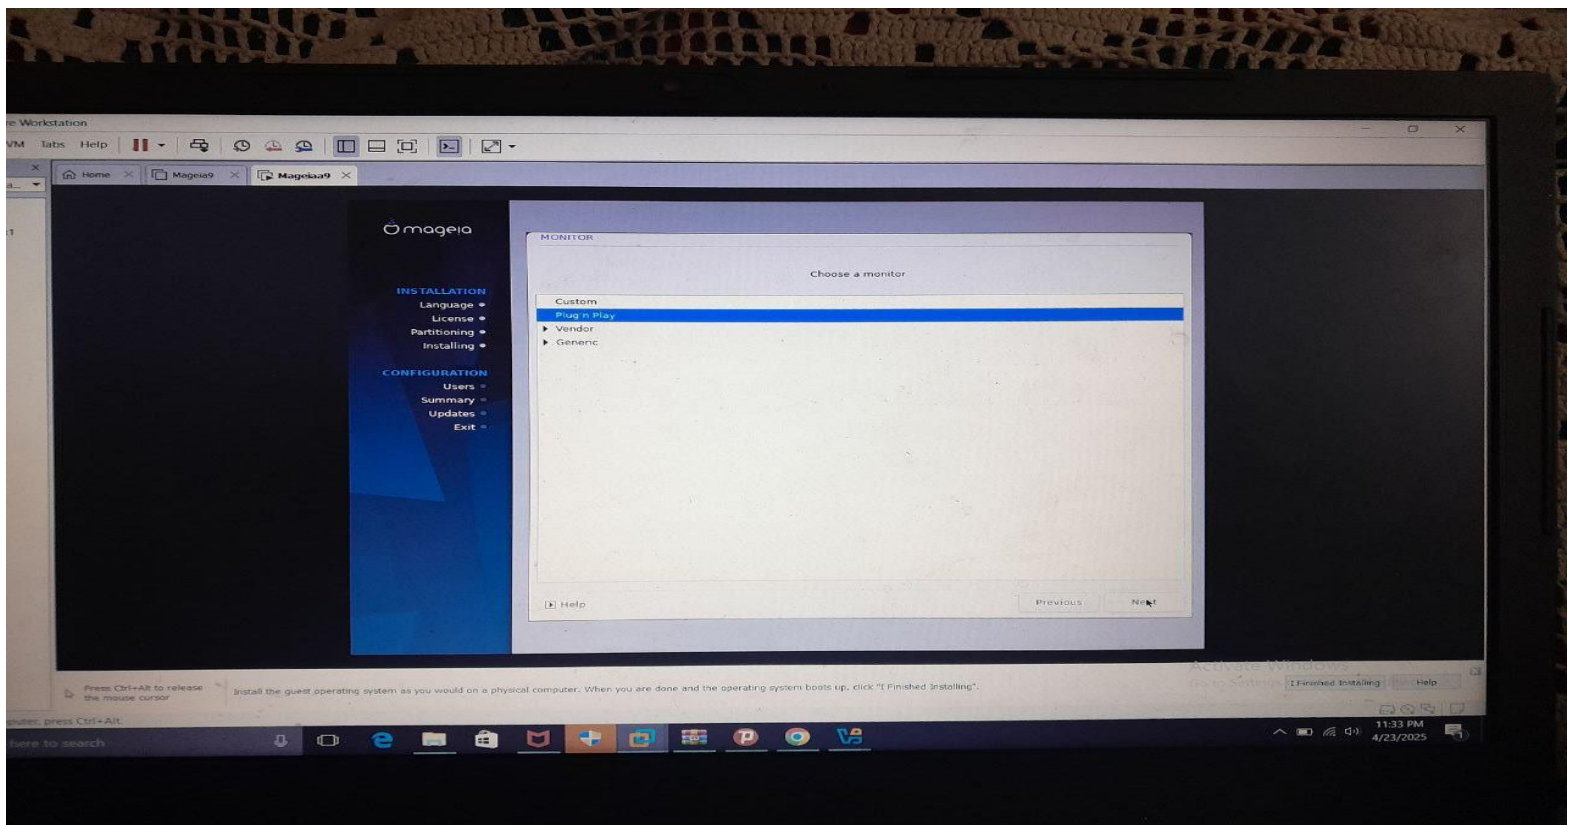 re Workstation
VM Tabs Help
Home Mageia9 Mageiaa9
mageia
INSTALLATION
Language
License
Partitioning
Installing
CONFIGURATION
Users
Summary
Updates
Exit
MONITOR
Choose a monitor
Custom
Plug'n Play
Vendor
Generic
Help Previous Next
Activate Windows
Press Ctrl+Alt to release
the mouse cursor
Install the guest operating system as you would on a physical computer. When you are done and the operating system boots up, click "I Finished Installing".
I Finished Installing Help
puter, press Ctrl+Alt.
here to search
11:33 PM
4/23/2025